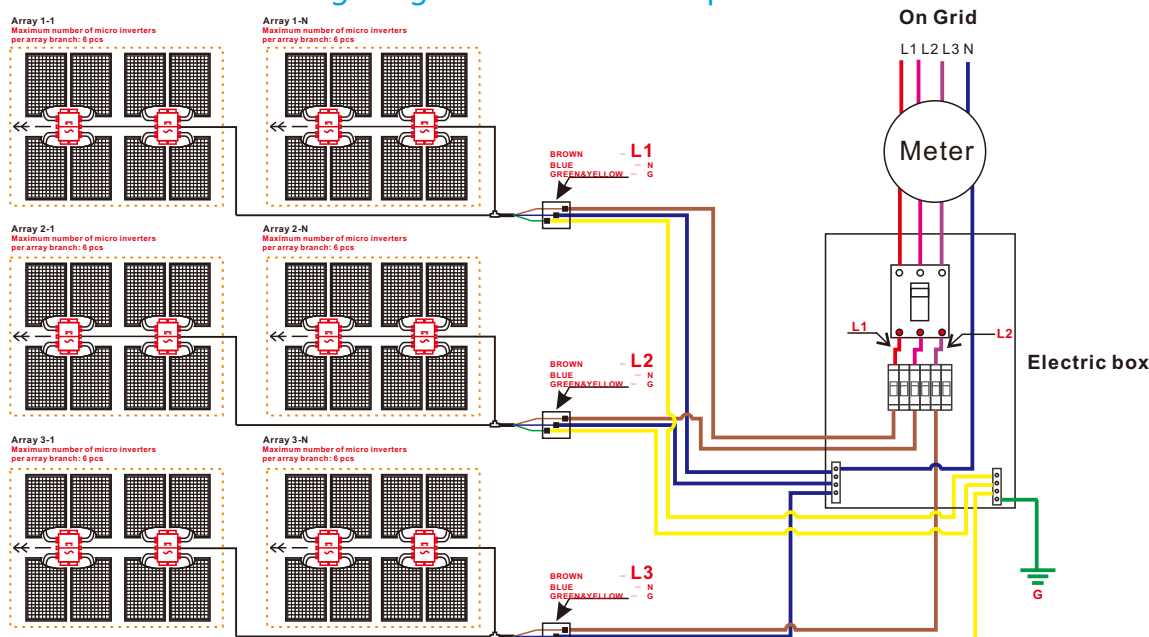 On Grid
L1 L2 L3 N
Meter
Array 1-1
Maximum number of micro inverters
per array branch: 6 pcs
Array 1-N
Maximum number of micro inverters
per array branch: 6 pcs
BROWN – L1
BLUE – N
GREEN&YELLOW – G
Array 2-1
Maximum number of micro inverters
per array branch: 6 pcs
Array 2-N
Maximum number of micro inverters
per array branch: 6 pcs
L1
L2
Electric box
BROWN – L2
BLUE – N
GREEN&YELLOW – G
Array 3-1
Maximum number of micro inverters
per array branch: 6 pcs
Array 3-N
Maximum number of micro inverters
per array branch: 6 pcs
BROWN – L3
BLUE – N
GREEN&YELLOW – G
G